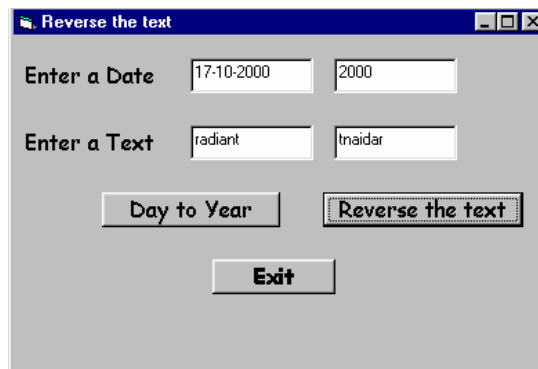 Reverse the text
Enter a Date 17-10-2000 2000
Enter a Text radiant tnaidar
Day to Year Reverse the text
Exit